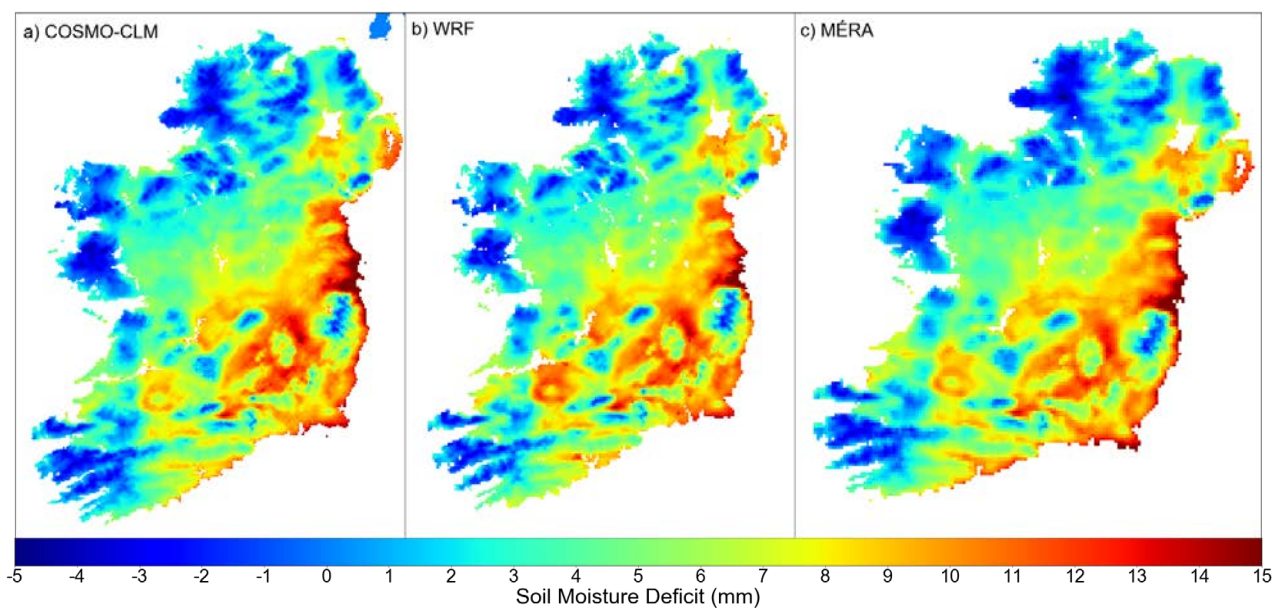 a) COSMO-CLM
b) WRF
c) MÉRA
-5 -4 -3 -2 -1 0 1 2 3 4 5 6 7 8 9 10 11 12 13 14 15
Soil Moisture Deficit (mm)